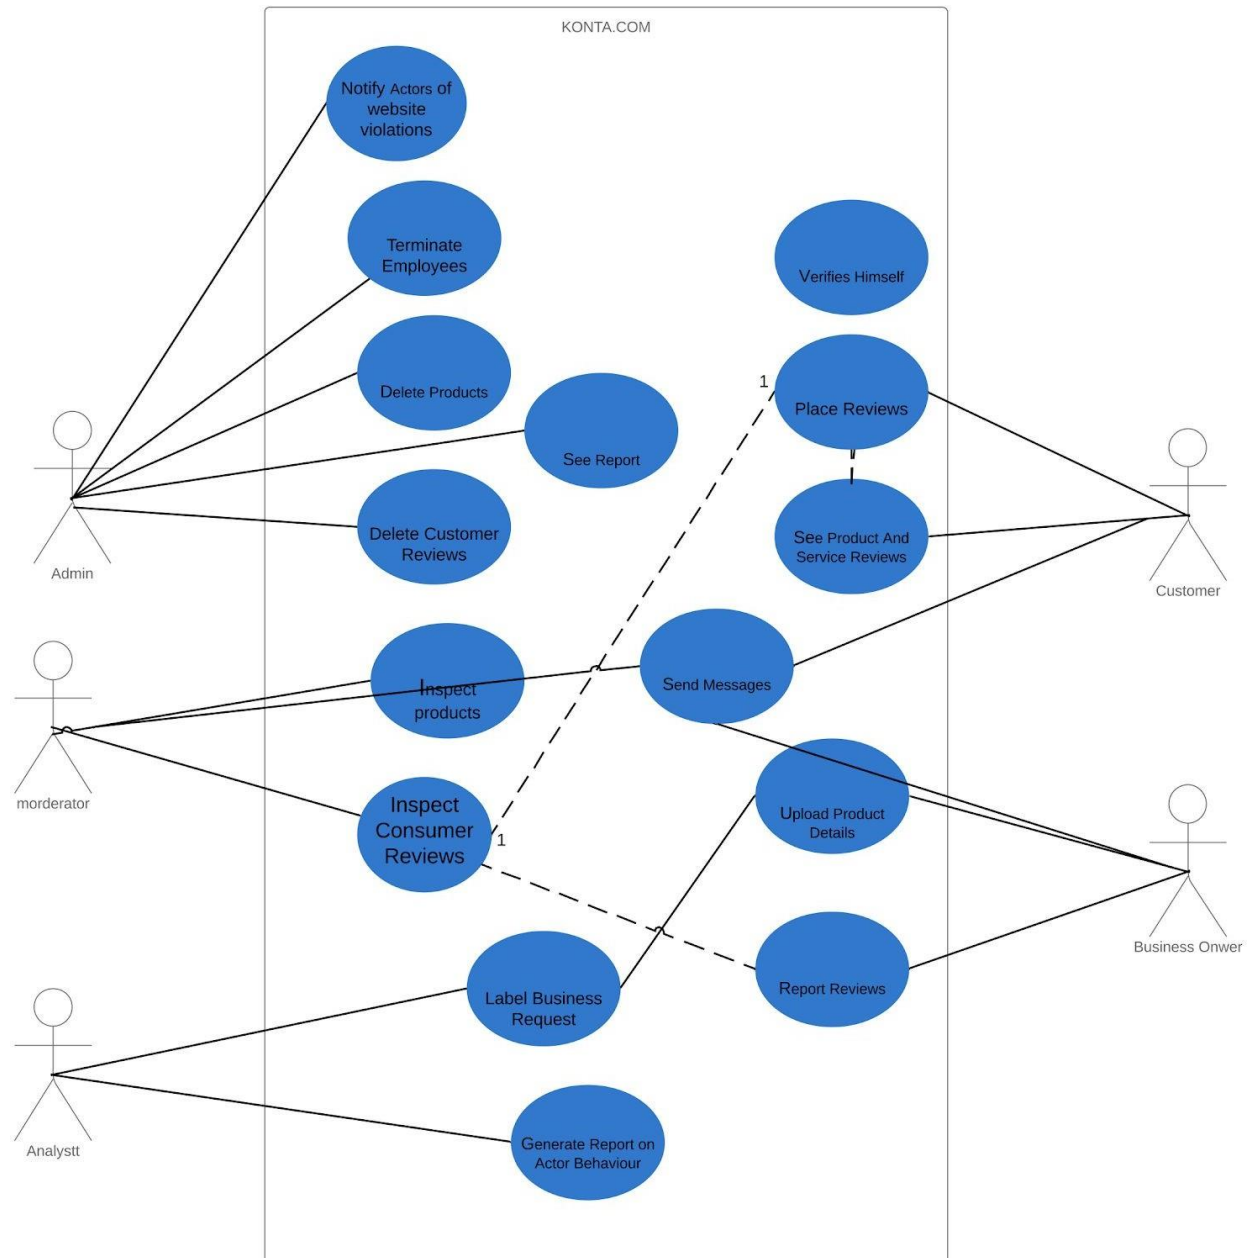 KONTA.COM
Notify Actors of
website
violations
Terminate
Employees
Verifies Himself
Delete Products
1
Place Reviews
See Report
Delete Customer
Reviews
See Product And
Service Reviews
Admin
Customer
Inspect
products
Send Messages
morderator
Inspect
Consumer
Reviews
1
Upload Product
Details
Business Onwer
Label Business
Request
Report Reviews
Analystt
Generate Report on
Actor Behaviour